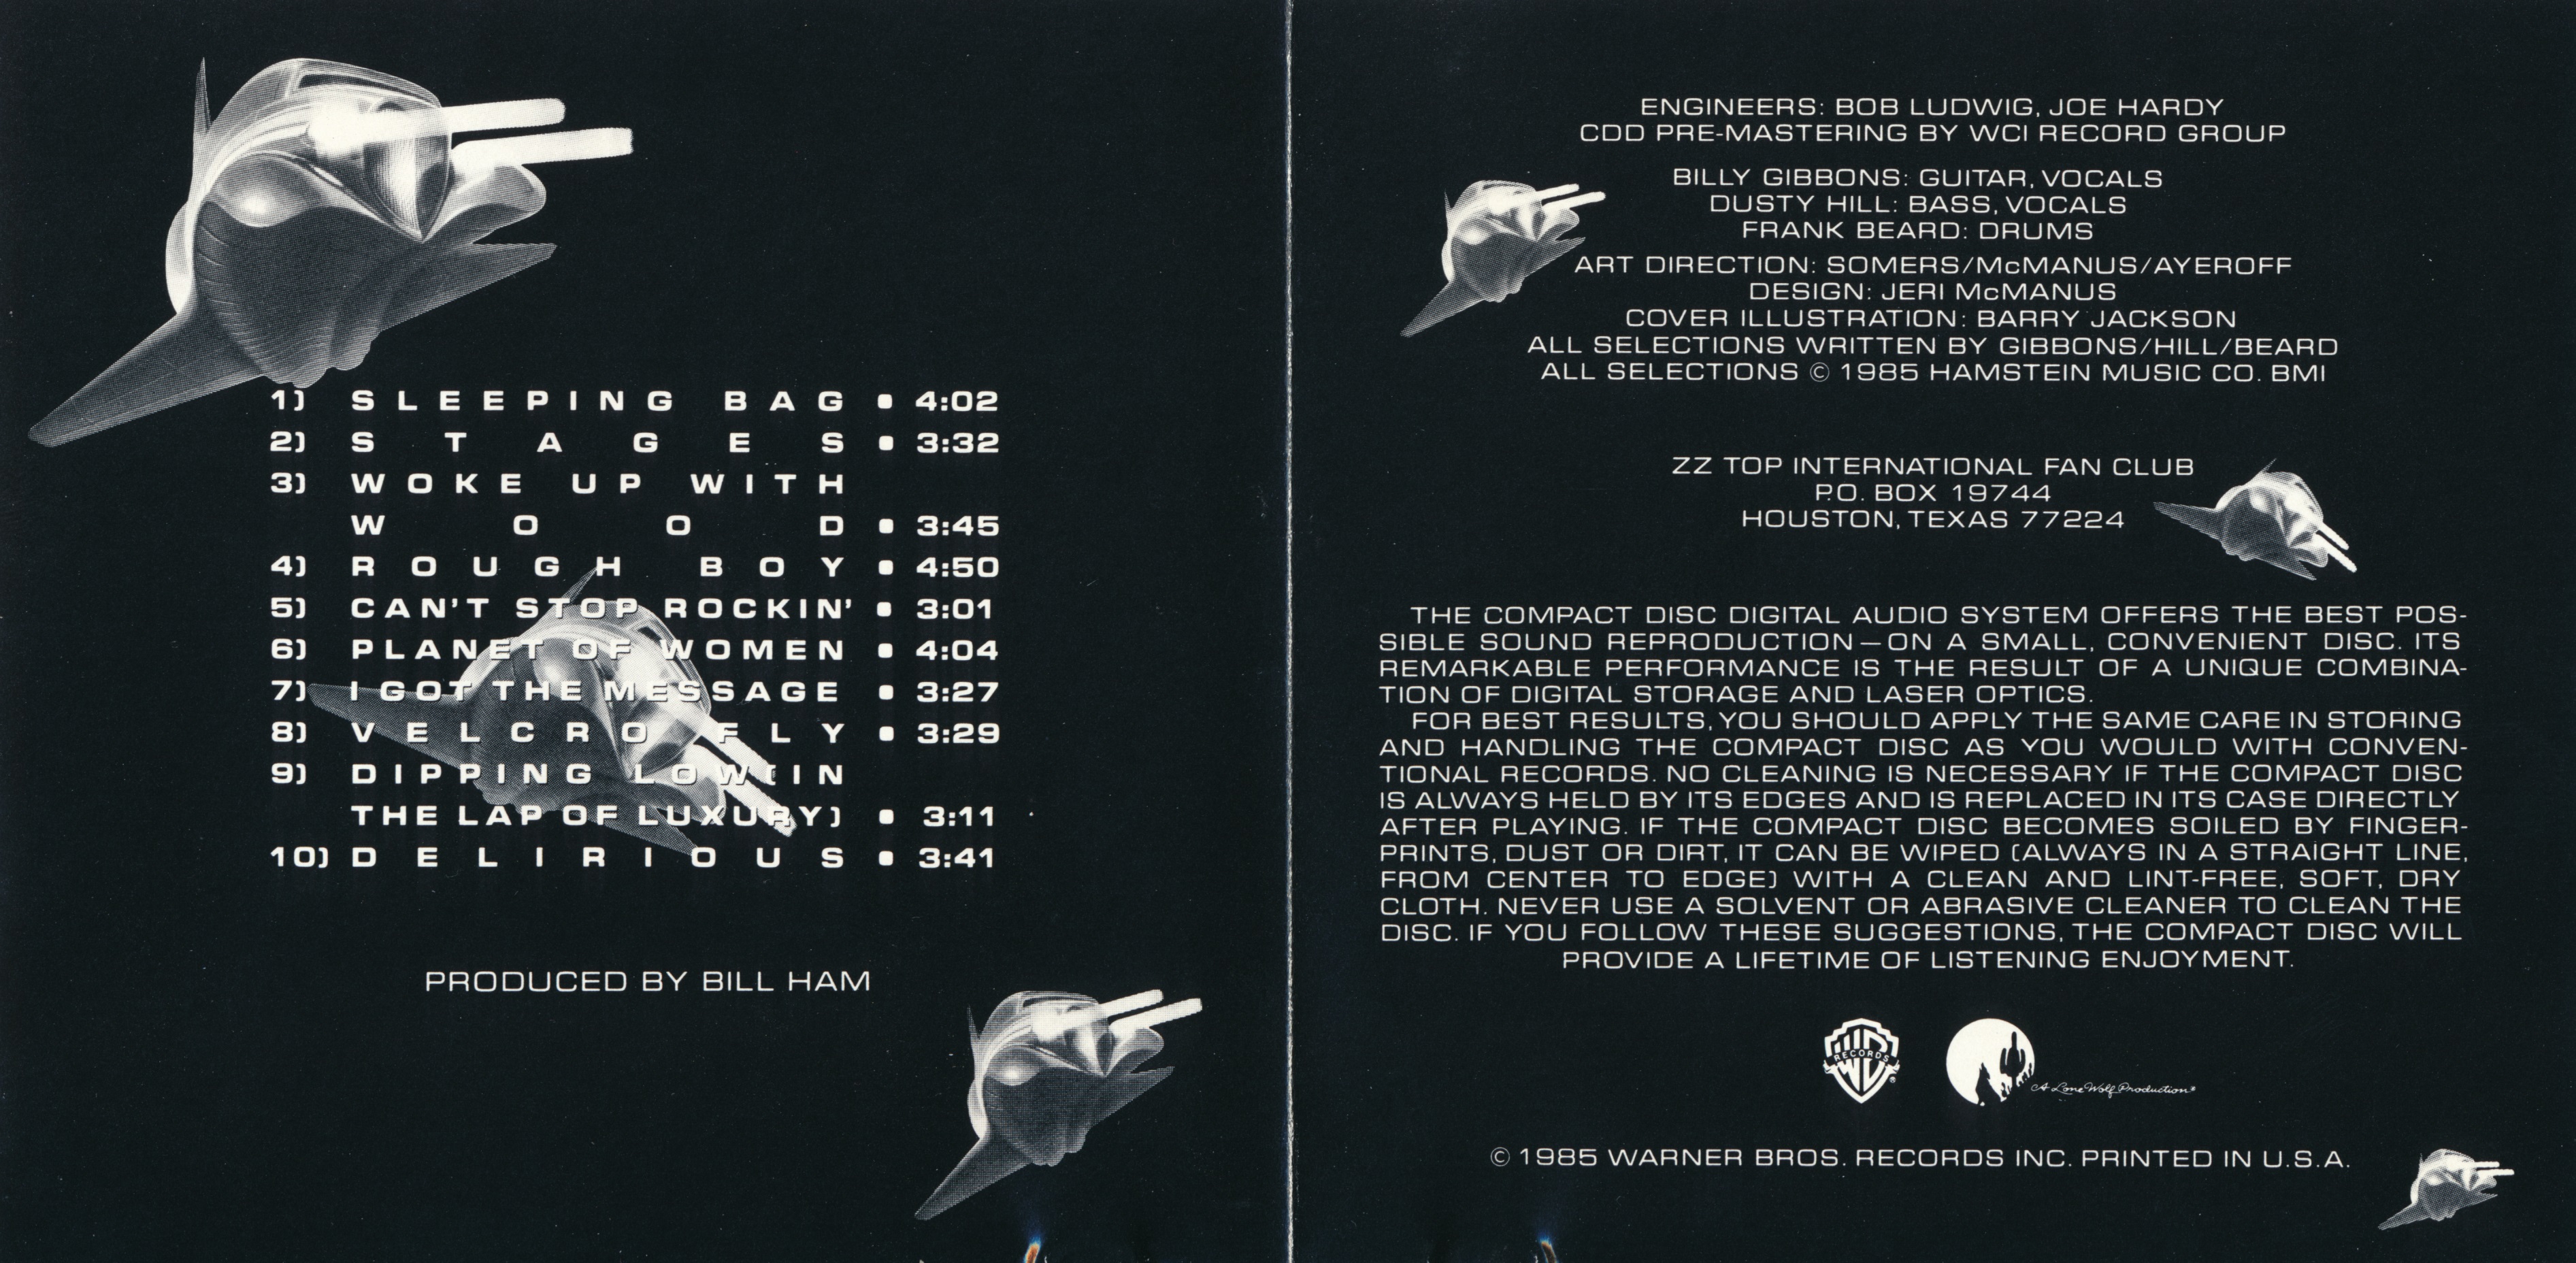 1) SLEEPING BAG • 4:02
2) STAGES • 3:32
3) WOKE UP WITH
WOOD • 3:45
4) ROUGH BOY • 4:50
5) CAN'T STOP ROCKIN' • 3:01
6) PLANET OF WOMEN • 4:04
7) I GOT THE MESSAGE • 3:27
8) VELCRO FLY • 3:29
9) DIPPING LOW (IN
THE LAP OF LUXURY) • 3:11
10) DELIRIOUS • 3:41
PRODUCED BY BILL HAM
ENGINEERS: BOB LUDWIG, JOE HARDY
CDD PRE-MASTERING BY WCI RECORD GROUP
BILLY GIBBONS: GUITAR, VOCALS
DUSTY HILL: BASS, VOCALS
FRANK BEARD: DRUMS
ART DIRECTION: SOMERS/McMANUS/AYEROFF
DESIGN: JERI McMANUS
COVER ILLUSTRATION: BARRY JACKSON
ALL SELECTIONS WRITTEN BY GIBBONS/HILL/BEARD
ALL SELECTIONS © 1985 HAMSTEIN MUSIC CO. BMI
ZZ TOP INTERNATIONAL FAN CLUB
P.O. BOX 19744
HOUSTON, TEXAS 77224
THE COMPACT DISC DIGITAL AUDIO SYSTEM OFFERS THE BEST POS-
SIBLE SOUND REPRODUCTION—ON A SMALL, CONVENIENT DISC. ITS
REMARKABLE PERFORMANCE IS THE RESULT OF A UNIQUE COMBINA-
TION OF DIGITAL STORAGE AND LASER OPTICS.
FOR BEST RESULTS, YOU SHOULD APPLY THE SAME CARE IN STORING
AND HANDLING THE COMPACT DISC AS YOU WOULD WITH CONVEN-
TIONAL RECORDS. NO CLEANING IS NECESSARY IF THE COMPACT DISC
IS ALWAYS HELD BY ITS EDGES AND IS REPLACED IN ITS CASE DIRECTLY
AFTER PLAYING. IF THE COMPACT DISC BECOMES SOILED BY FINGER-
PRINTS, DUST OR DIRT, IT CAN BE WIPED (ALWAYS IN A STRAIGHT LINE,
FROM CENTER TO EDGE) WITH A CLEAN AND LINT-FREE, SOFT, DRY
CLOTH. NEVER USE A SOLVENT OR ABRASIVE CLEANER TO CLEAN THE
DISC. IF YOU FOLLOW THESE SUGGESTIONS, THE COMPACT DISC WILL
PROVIDE A LIFETIME OF LISTENING ENJOYMENT.
WB RECORDS ®
A Lone Wolf Production®
© 1985 WARNER BROS. RECORDS INC. PRINTED IN U.S.A.